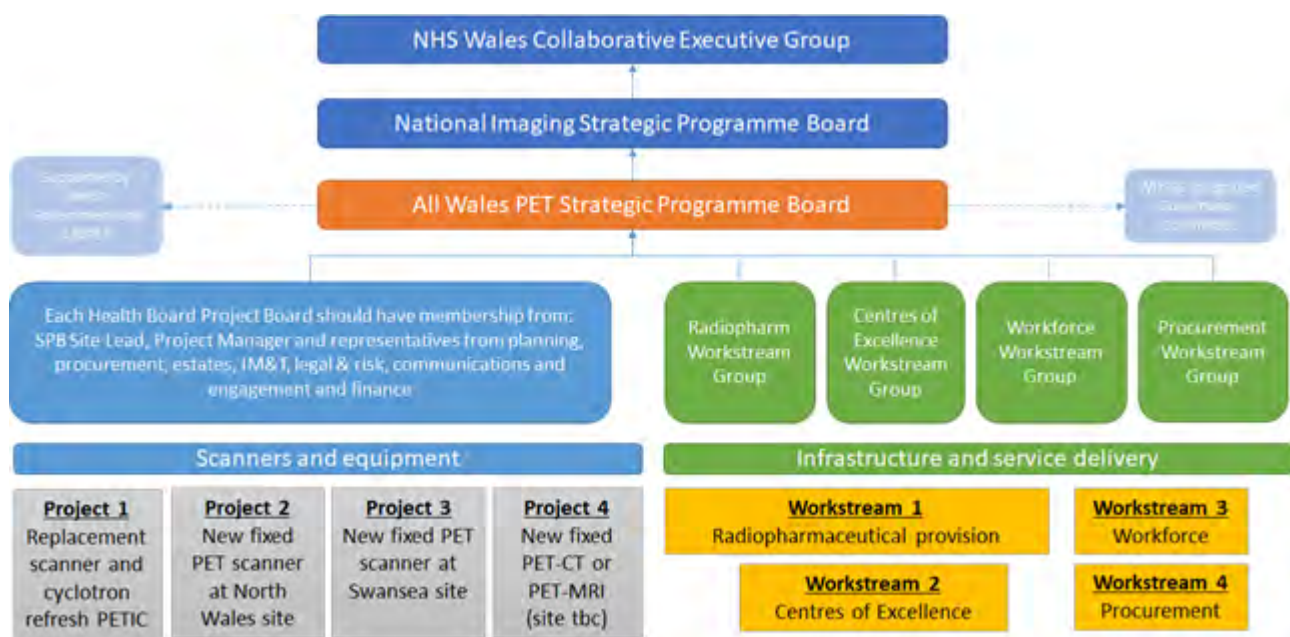 NHS Wales Collaborative Executive Group
National Imaging Strategic Programme Board
All Wales PET Strategic Programme Board
Each Health Board Project Board should have membership from:
SPB Site Lead, Project Manager and representatives from planning,
procurement, estates, IM&T, legal & risk, communications and
engagement and finance
Radiopharm
Workstream
Group
Centres of
Excellence
Workstream
Group
Workforce
Workstream
Group
Procurement
Workstream
Group
Scanners and equipment
Infrastructure and service delivery
Project 1
Replacement
scanner and
cyclotron
refresh PETIC
Project 2
New fixed
PET scanner
at North
Wales site
Project 3
New fixed PET
scanner at
Swansea site
Project 4
New fixed
PET-CT or
PET-MRI
(site tbc)
Workstream 1
Radiopharmaceutical provision
Workstream 2
Centres of Excellence
Workstream 3
Workforce
Workstream 4
Procurement